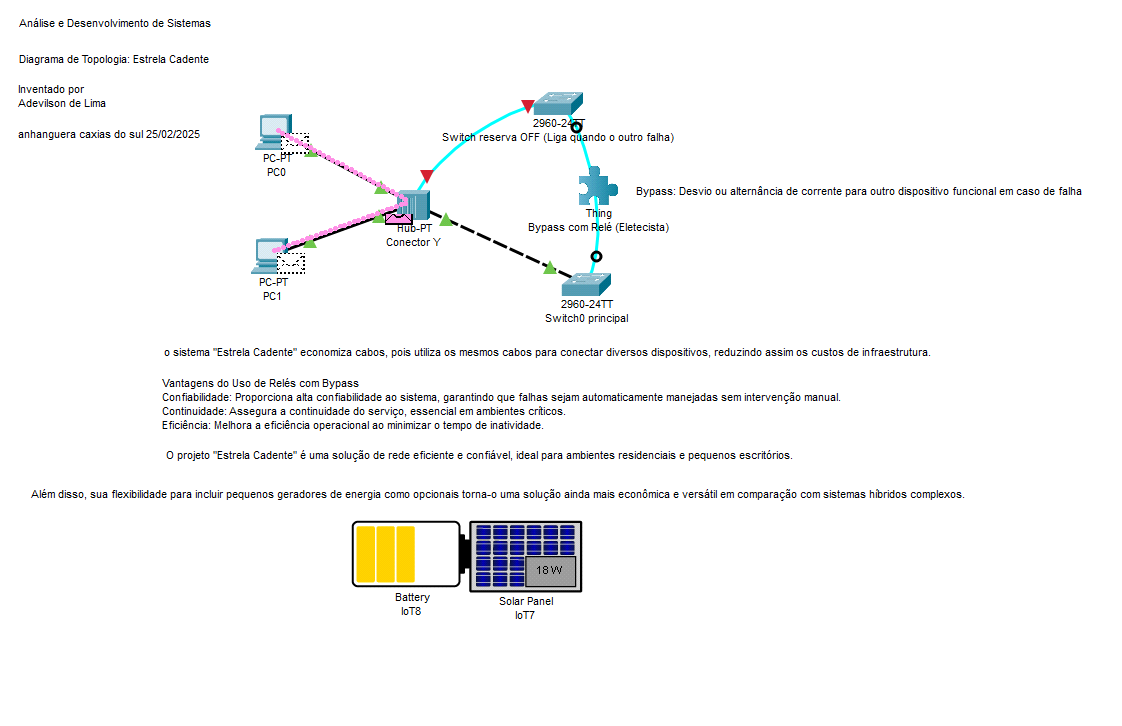 Análise e Desenvolvimento de Sistemas
Diagrama de Topologia: Estrela Cadente
Inventado por
Adevilson de Lima
anhanguera caxias do sul 25/02/2025
2960-24TT
Switch reserva OFF (Liga quando o outro falha)
PC-PT
PC0
Bypass: Desvio ou alternância de corrente para outro dispositivo funcional em caso de falha
Thing
Bypass com Relé (Eletecista)
Hub-PT
Conector Y
PC-PT
PC1
2960-24TT
Switch0 principal
o sistema "Estrela Cadente" economiza cabos, pois utiliza os mesmos cabos para conectar diversos dispositivos, reduzindo assim os custos de infraestrutura.
Vantagens do Uso de Relés com Bypass
Confiabilidade: Proporciona alta confiabilidade ao sistema, garantindo que falhas sejam automaticamente manejadas sem intervenção manual.
Continuidade: Assegura a continuidade do serviço, essencial em ambientes críticos.
Eficiência: Melhora a eficiência operacional ao minimizar o tempo de inatividade.
O projeto "Estrela Cadente" é uma solução de rede eficiente e confiável, ideal para ambientes residenciais e pequenos escritórios.
Além disso, sua flexibilidade para incluir pequenos geradores de energia como opcionais torna-o uma solução ainda mais econômica e versátil em comparação com sistemas híbridos complexos.
18 W
Battery
IoT8
Solar Panel
IoT7